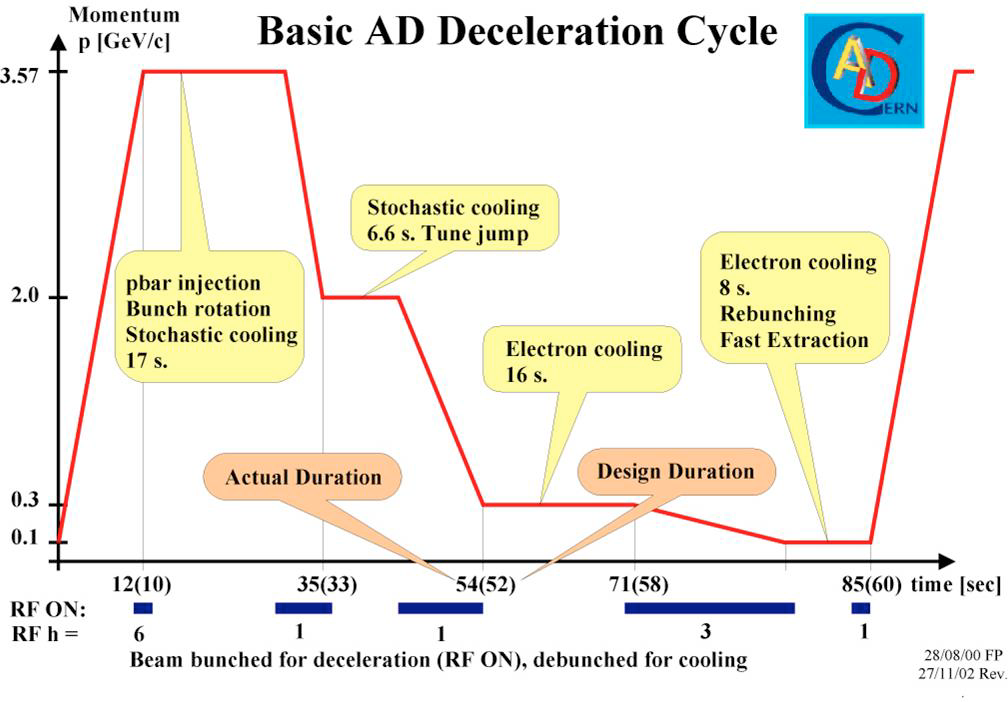 Basic AD Deceleration Cycle
Momentum
p [GeV/c]
CERN
AD
3.57
Stochastic cooling
6.6 s. Tune jump
pbar injection
Bunch rotation
Stochastic cooling
17 s.
Electron cooling
8 s.
Rebunching
Fast Extraction
2.0
Electron cooling
16 s.
Actual Duration
Design Duration
0.3
0.1
12(10)
35(33)
54(52)
71(58)
85(60)
time [sec]
RF ON:
RF h = 6 1 1 3 1
Beam bunched for deceleration (RF ON), debunched for cooling
28/08/00 FP
27/11/02 Rev.